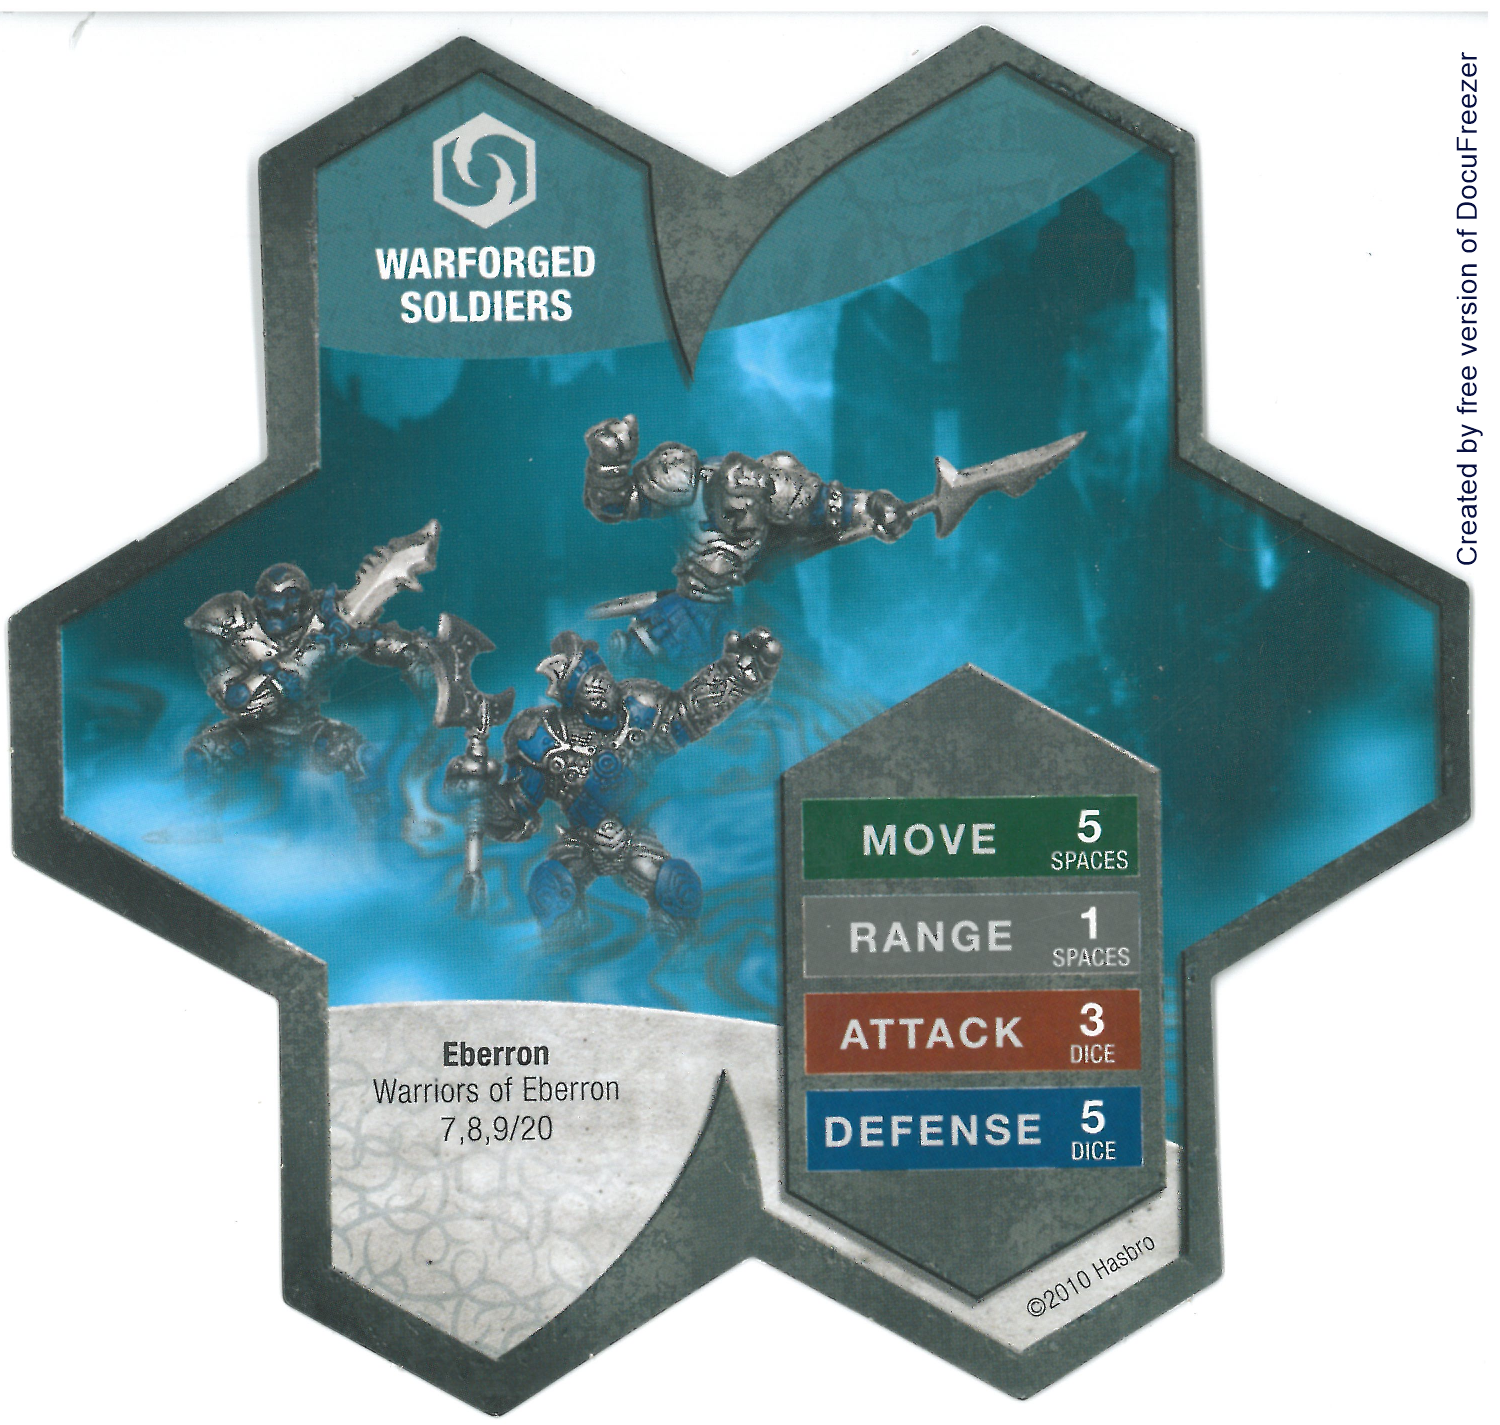 WARFORGED
SOLDIERS
MOVE 5
SPACES
RANGE 1
SPACES
ATTACK 3
DICE
DEFENSE 5
DICE
Eberron
Warriors of Eberron
7,8,9/20
©2010 Hasbro
Created by free version of DocuFreezer